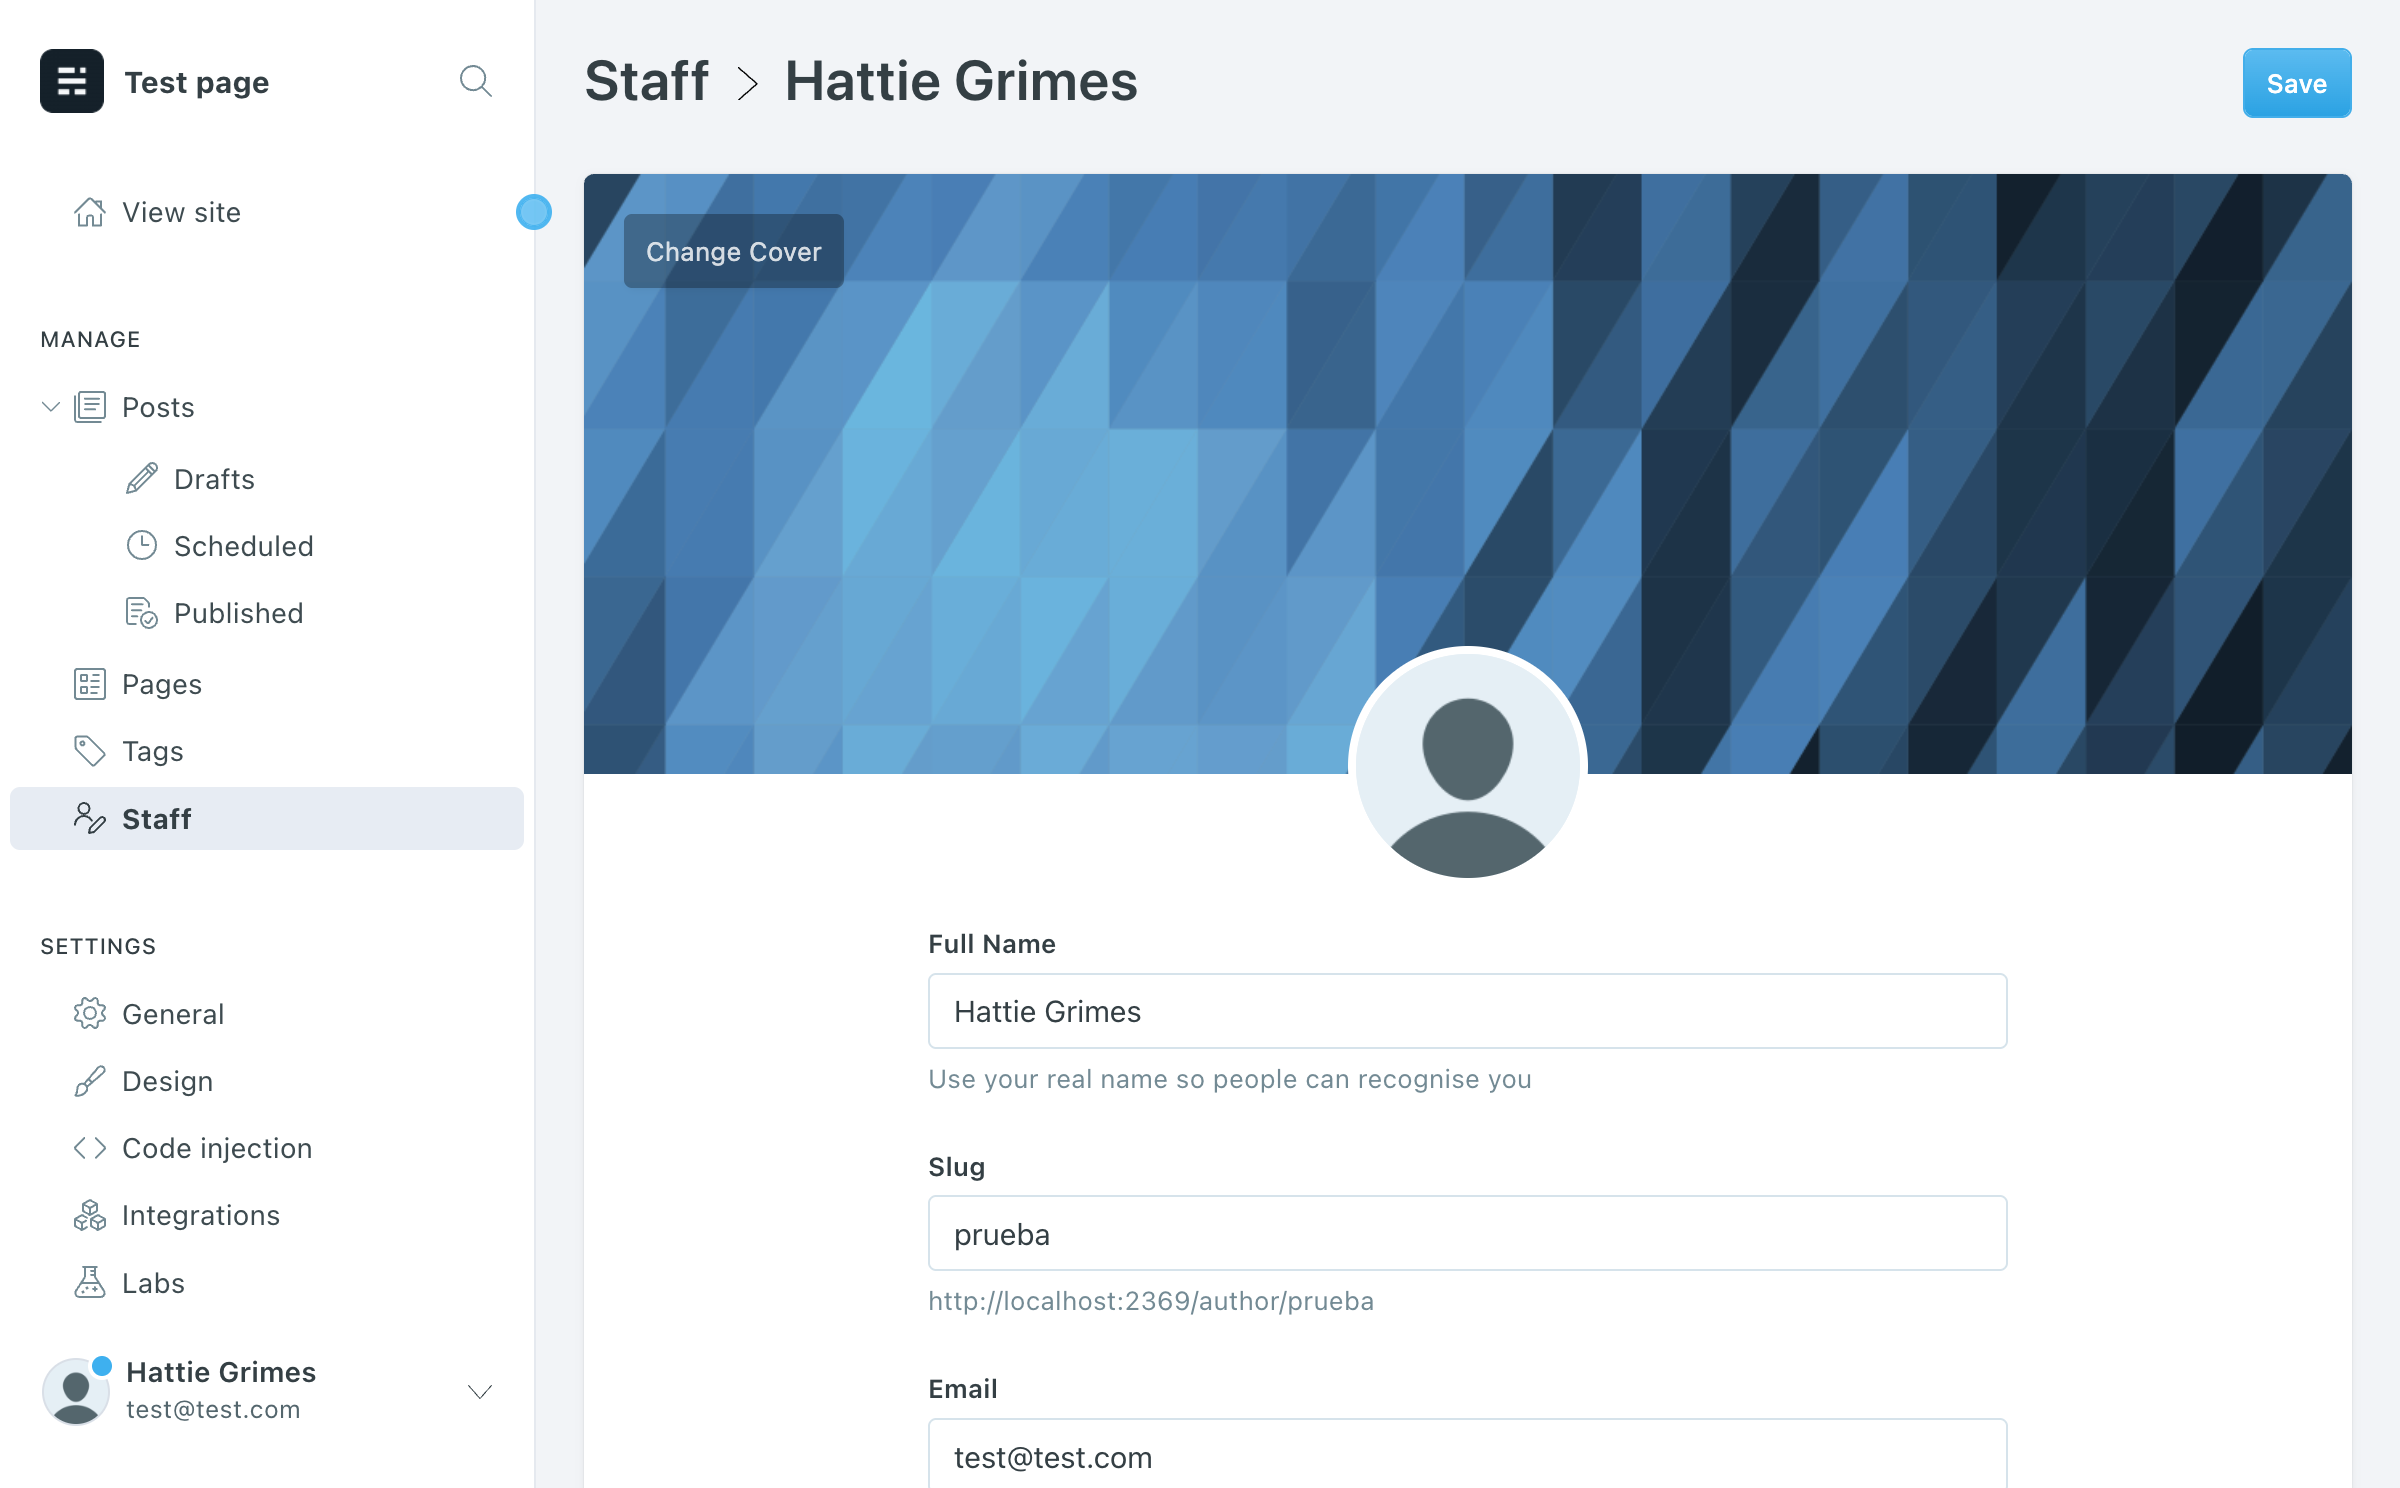 Test page
View site
MANAGE
Posts
Drafts
Scheduled
Published
Pages
Tags
Staff
SETTINGS
General
Design
Code injection
Integrations
Labs
Hattie Grimes
test@test.com
Staff > Hattie Grimes
Save
Change Cover
Full Name
Hattie Grimes
Use your real name so people can recognise you
Slug
prueba
http://localhost:2369/author/prueba
Email
test@test.com